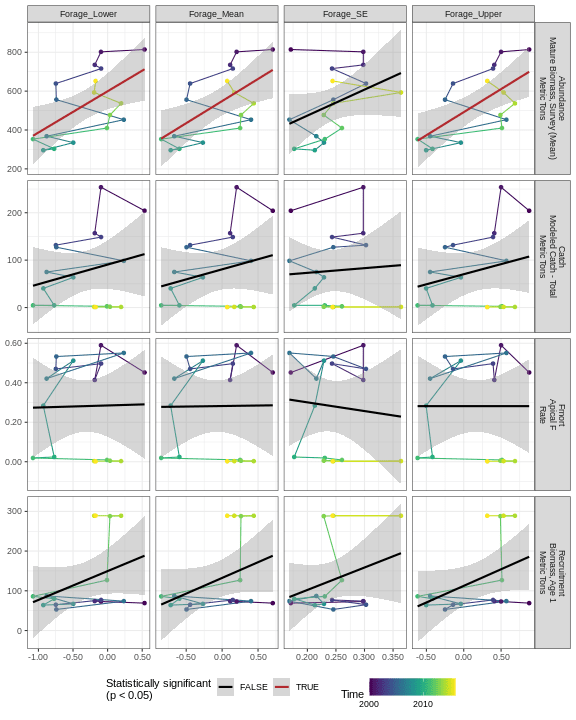 Forage_Lower Forage_Mean Forage_SE Forage_Upper
800
600
400
200
Abundance
Mature Biomass, Survey (Mean)
Metric Tons
200
100
0
Catch
Modeled Catch - Total
Metric Tons
0.60
0.40
0.20
0.00
Fmort
Apical F
Rate
300
200
100
0
Recruitment
Biomass, Age 1
Metric Tons
-1.00 -0.50 0.00 0.50 -0.50 0.00 0.50 0.200 0.250 0.300 0.350 -0.50 0.00 0.50
Statistically significant
(p < 0.05)
FALSE TRUE
Time
2000 2010